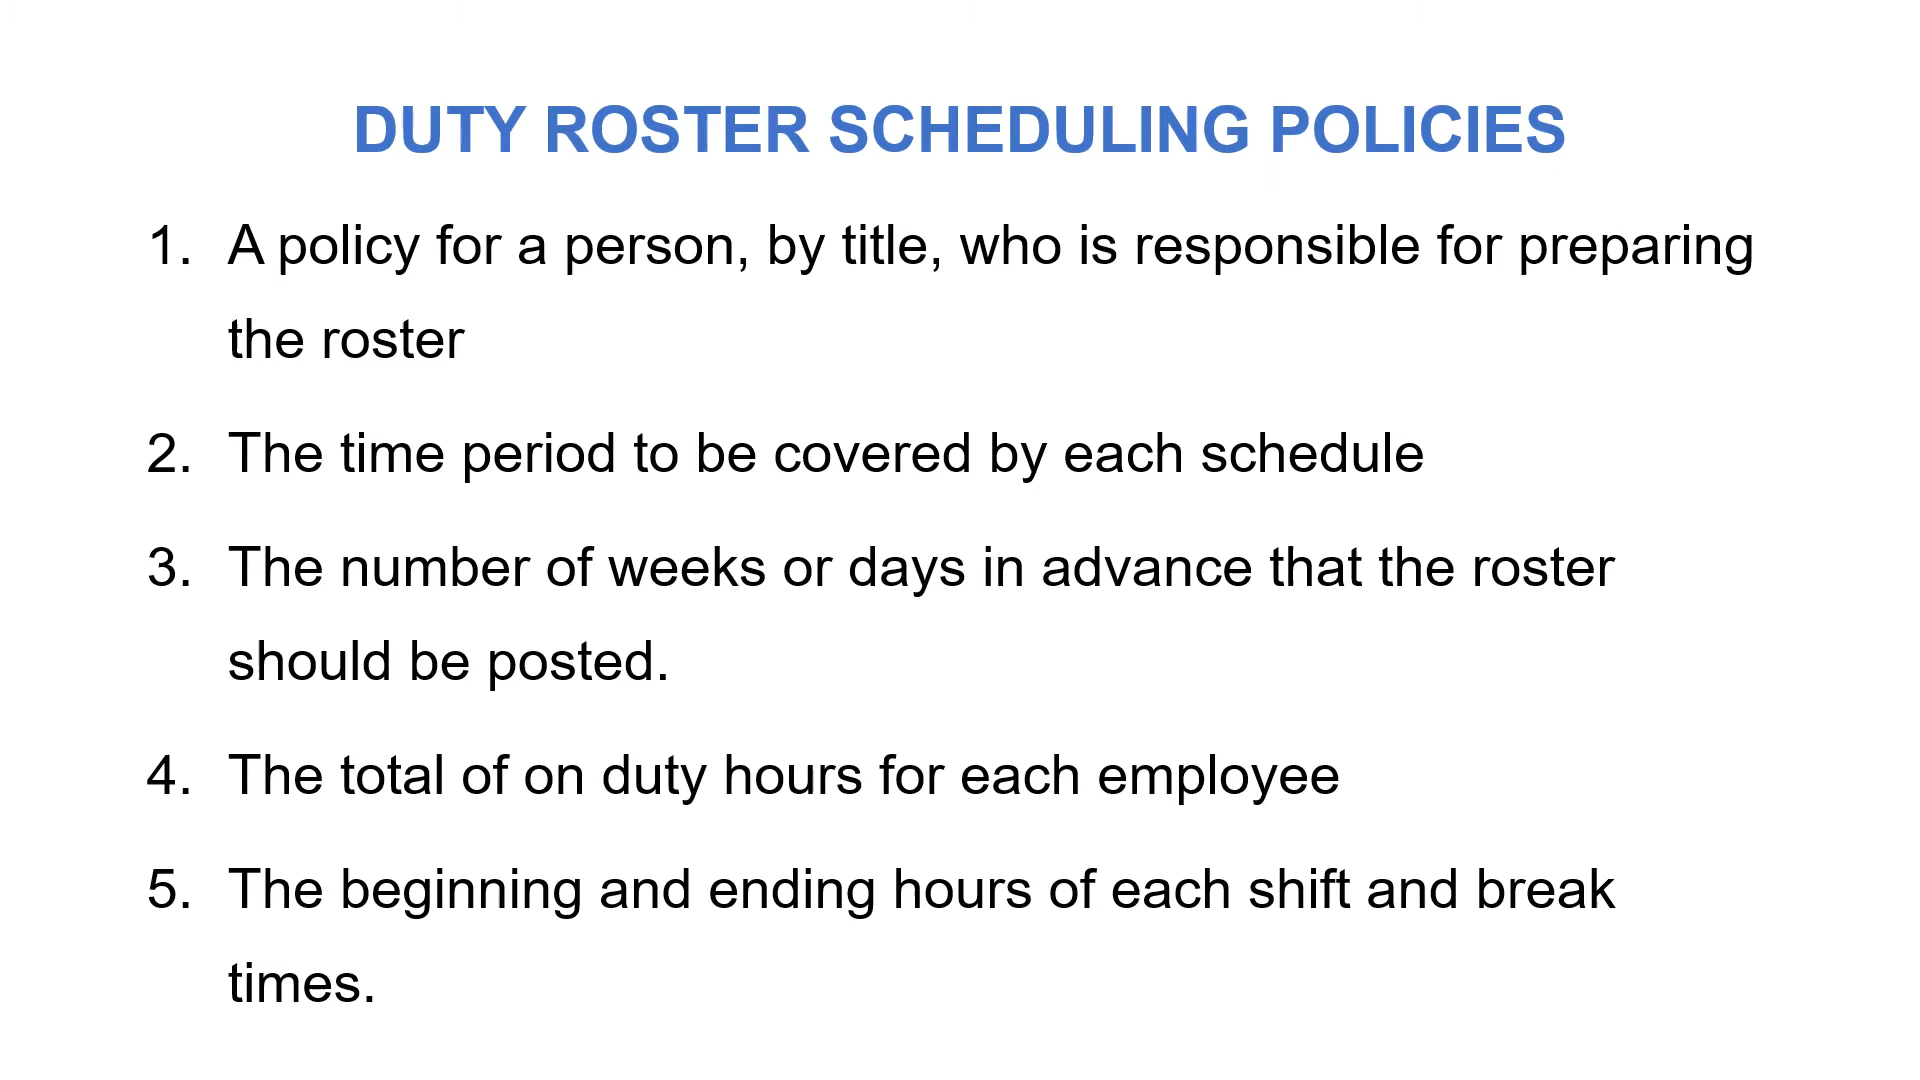 DUTY ROSTER SCHEDULING POLICIES
1. A policy for a person, by title, who is responsible for preparing
the roster
2. The time period to be covered by each schedule
3. The number of weeks or days in advance that the roster
should be posted.
4. The total of on duty hours for each employee
5. The beginning and ending hours of each shift and break
times.